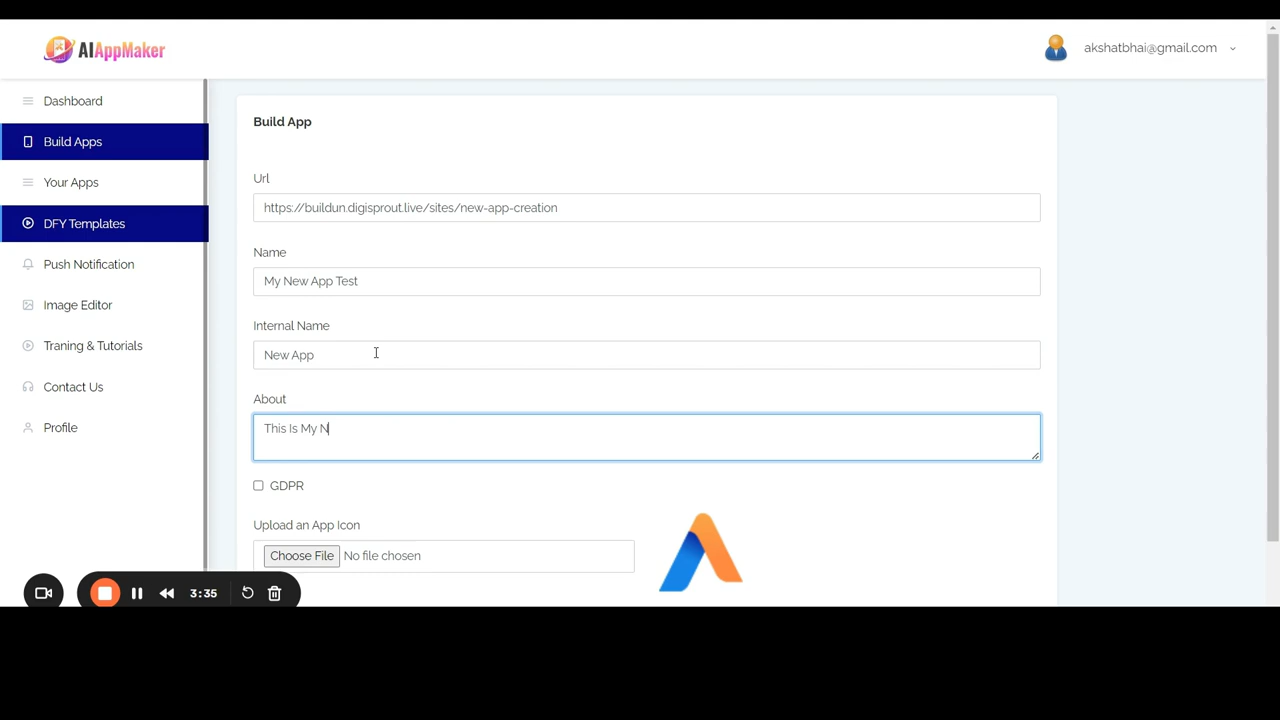 AIAppMaker
akshatbhai@gmail.com
Dashboard
Build Apps
Your Apps
DFY Templates
Push Notification
Image Editor
Traning & Tutorials
Contact Us
Profile
Build App
Url
https://buildun.digisprout.live/sites/new-app-creation
Name
My New App Test
Internal Name
New App
About
This Is My N
GDPR
Upload an App Icon
Choose File No file chosen
3:35